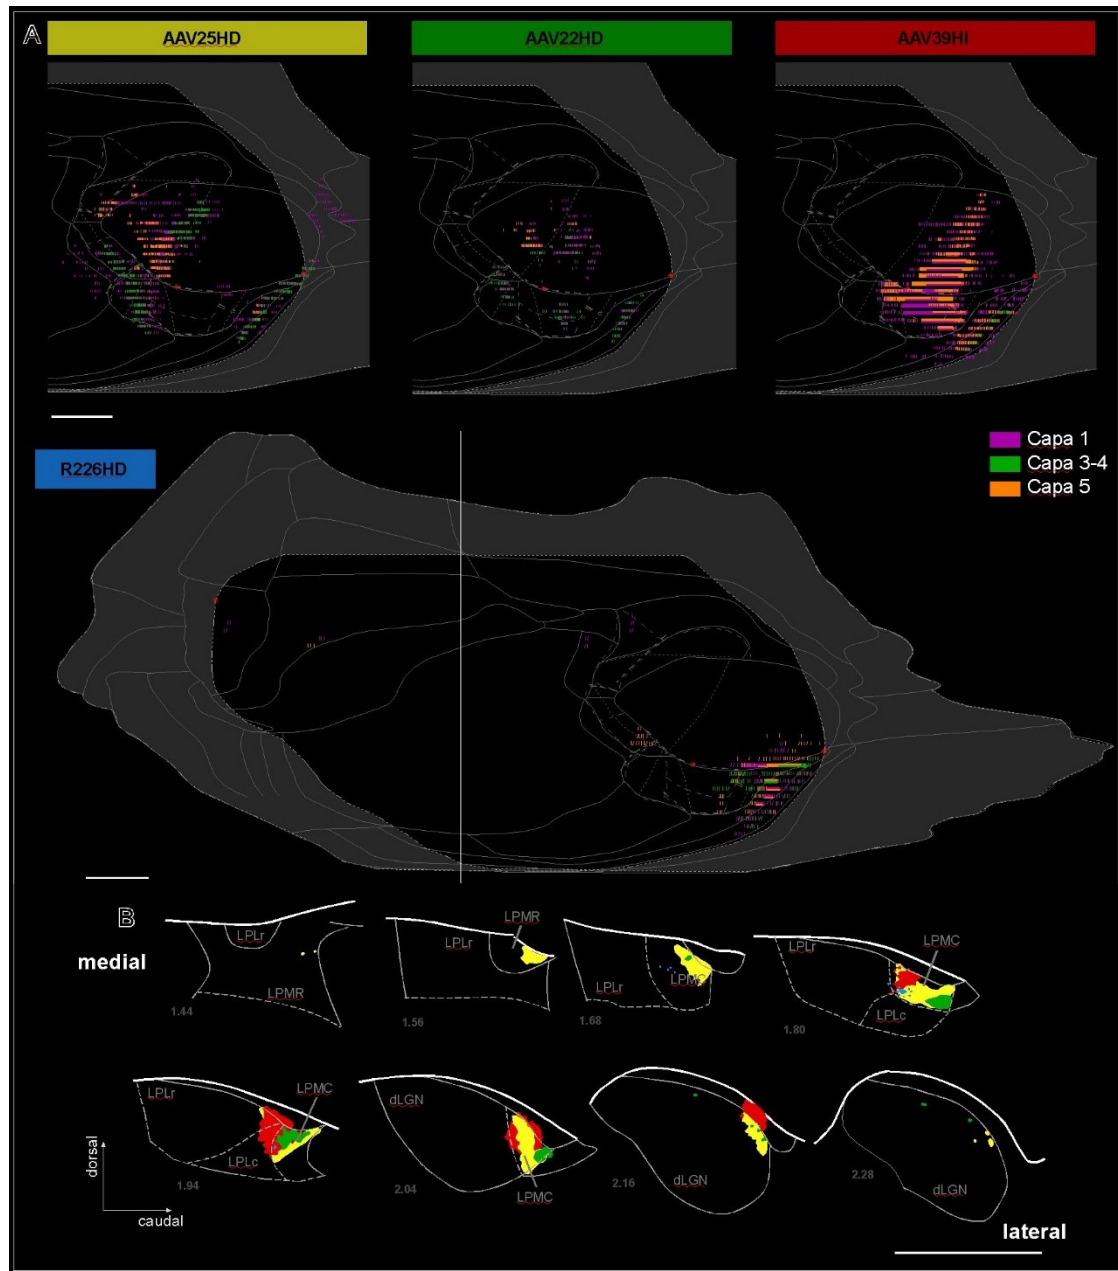 A
AAV25HD
AAV22HD
AAV39HI
R226HD
Capa 1
Capa 3-4
Capa 5
B
medial
LPLr
LPMR
1.44
LPLr
LPMR
1.56
LPLr
LPMC
1.68
LPLr
LPMC
LPLc
1.80
LPLr
LPMC
LPLc
1.94
dLGN
LPMC
2.04
dLGN
2.16
dLGN
2.28
dorsal
caudal
lateral